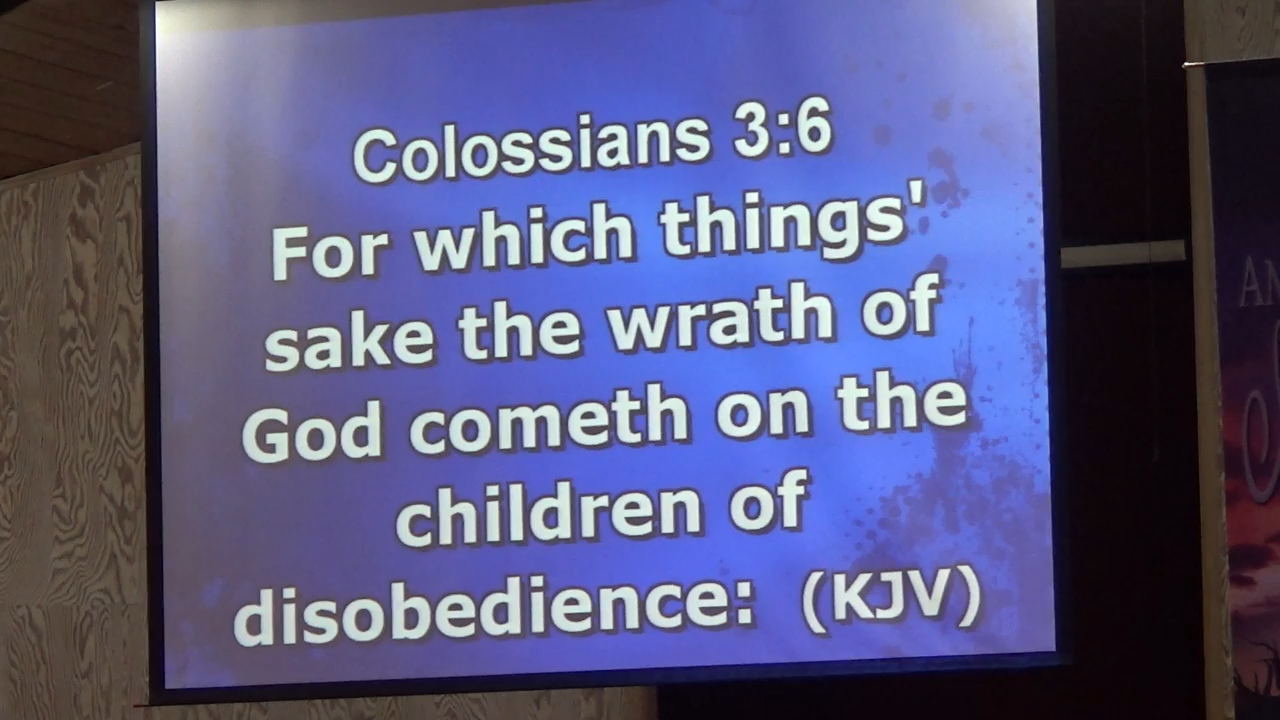 Colossians 3:6
For which things'
sake the wrath of
God cometh on the
children of
disobedience: (KJV)